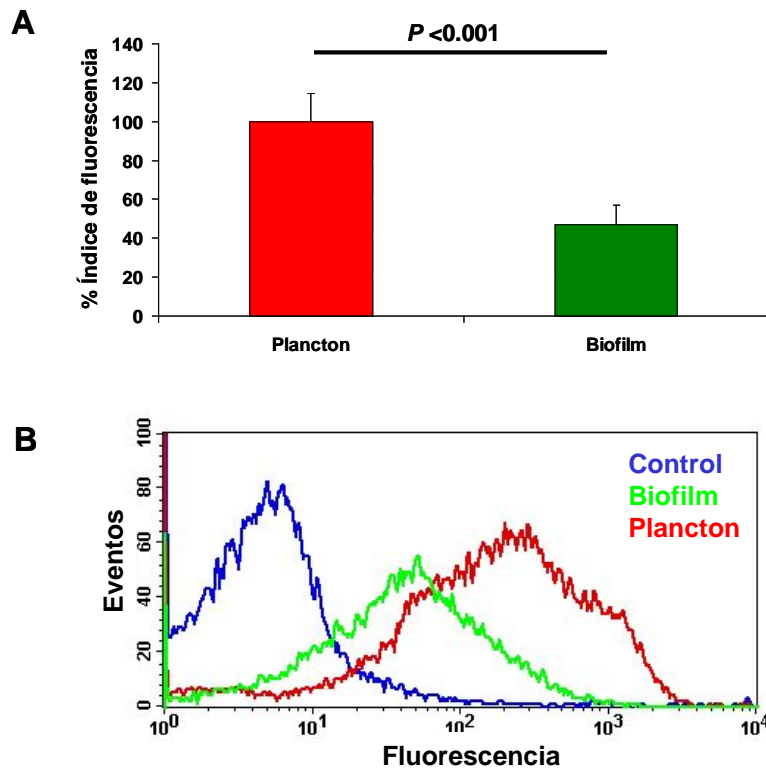 A
P <0.001
% Índice de fluorescencia
140
120
100
80
60
40
20
0
Plancton
Biofilm
B
Eventos
100
80
60
40
20
0
Control
Biofilm
Plancton
10⁰
10¹
10²
10³
10⁴
Fluorescencia